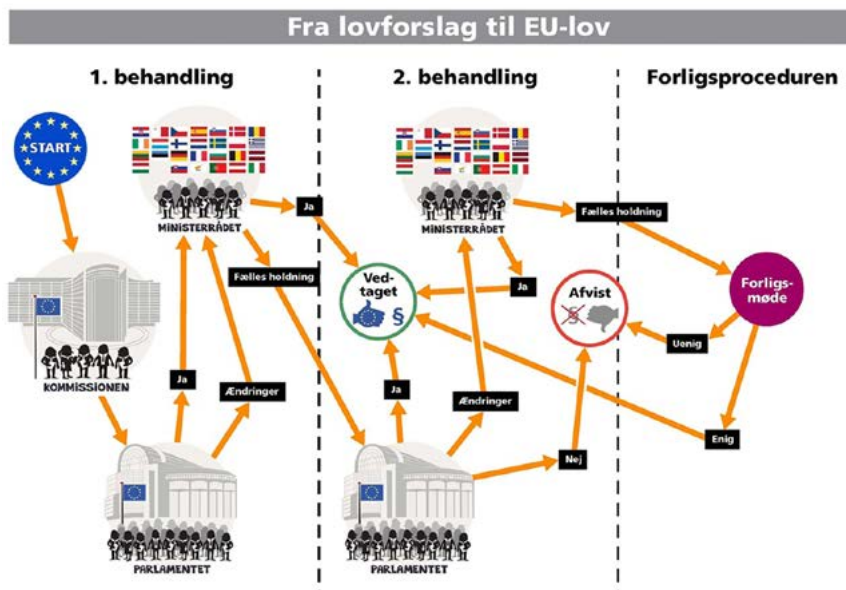 Fra lovforslag til EU-lov
1. behandling
2. behandling
Forligsproceduren
START
MINISTERRÅDET
MINISTERRÅDET
Ja
Fælles holdning
Fælles holdning
Ved-
taget
§
Ja
Afvist
§
Forligs-
møde
Uenig
KOMMISSIONEN
Ja
Ændringer
Ja
Ændringer
Enig
Nej
PARLAMENTET
PARLAMENTET